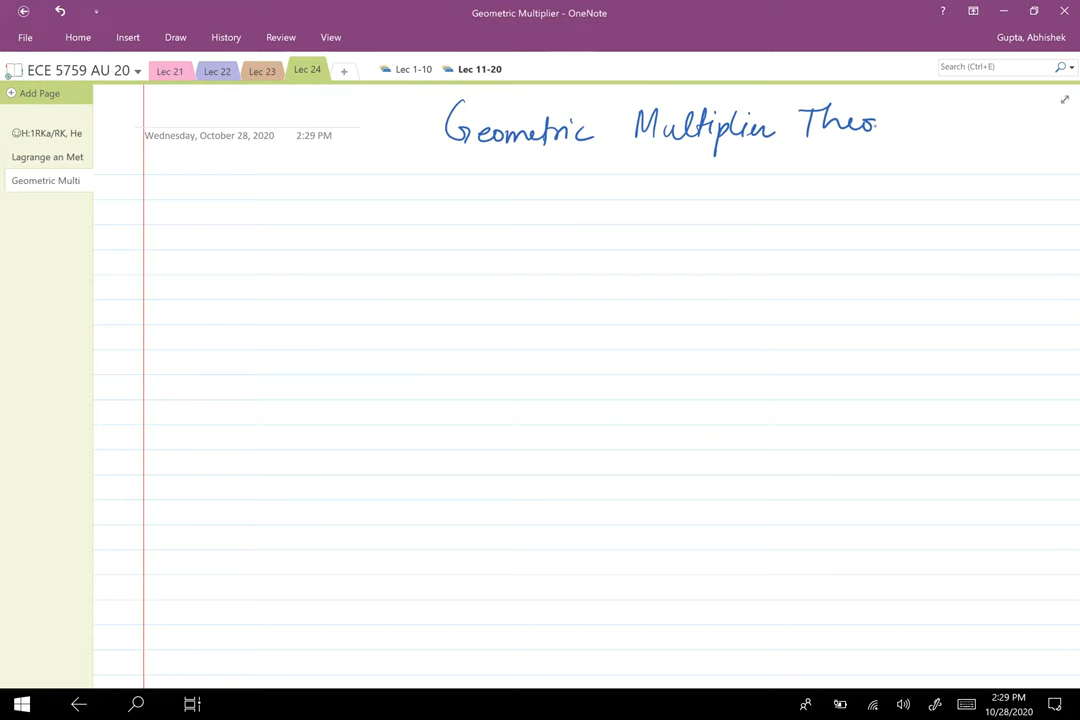 Geometric Multiplier - OneNote
Gupta, Abhishek
File Home Insert Draw History Review View
ECE 5759 AU 20 Lec 21 Lec 22 Lec 23 Lec 24 + Lec 1-10 Lec 11-20
Search (Ctrl+E)
Add Page
Geometric Multiplier Theo
Wednesday, October 28, 2020 2:29 PM
☺H:1RKa/RK, He
Lagrange an Met
Geometric Multi
2:29 PM
10/28/2020